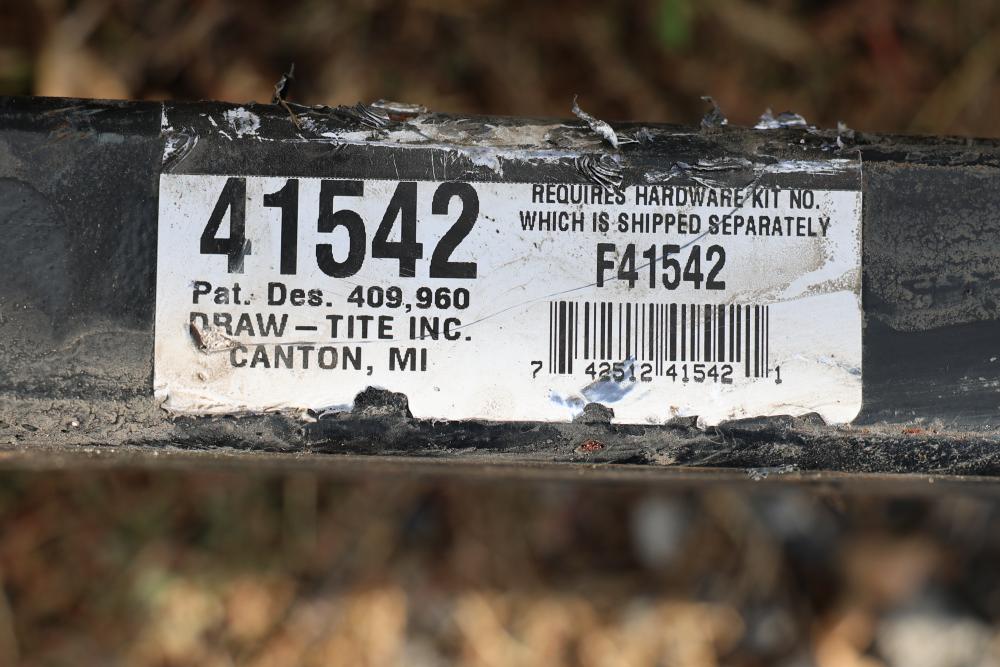 41542
Pat. Des. 409,960
DRAW-TITE INC.
CANTON, MI
REQUIRES HARDWARE KIT NO.
WHICH IS SHIPPED SEPARATELY
F41542
7 42512 41542 1